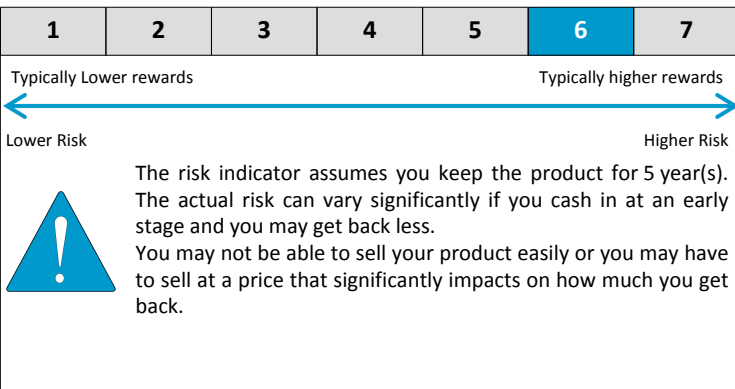 1 2 3 4 5 6 7
Typically Lower rewards Typically higher rewards
Lower Risk Higher Risk
The risk indicator assumes you keep the product for 5 year(s).
The actual risk can vary significantly if you cash in at an early
stage and you may get back less.
You may not be able to sell your product easily or you may have
to sell at a price that significantly impacts on how much you get
back.